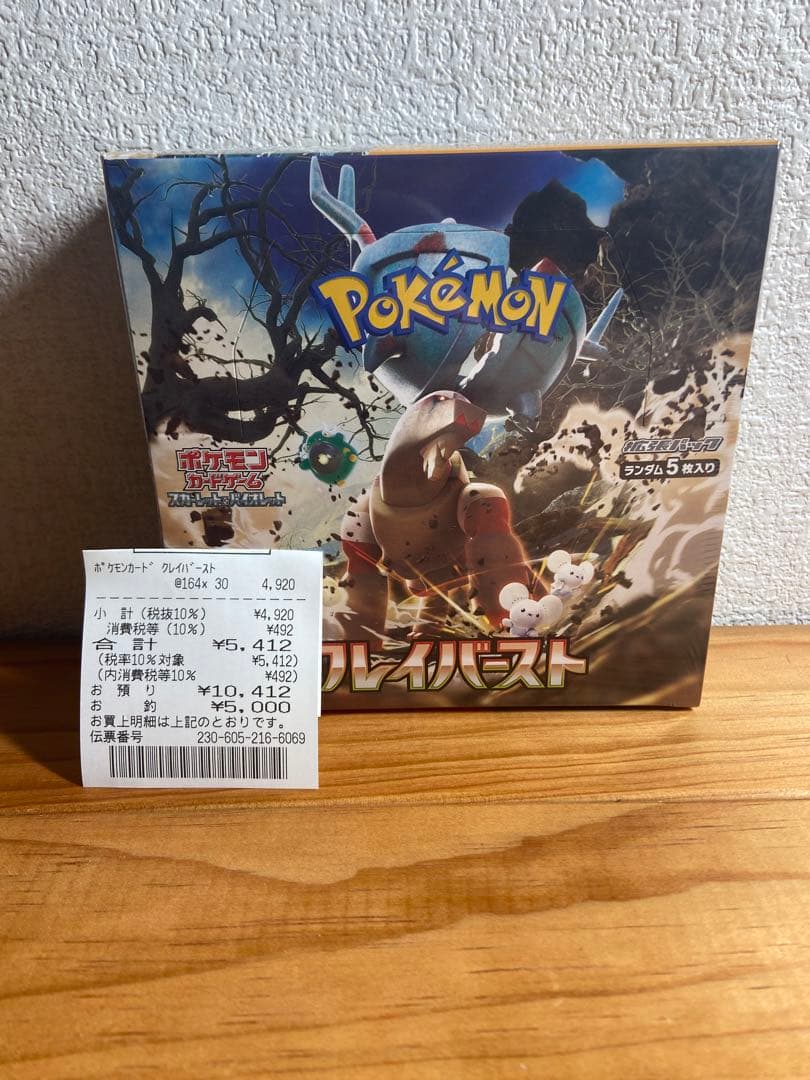 POKÉMON
ポケモン
カードゲーム
スカーレット&バイオレット
拡張パック
ランダム5枚入り
クレイバースト
ﾎﾟｹﾓﾝｶｰﾄﾞ ｸﾚｲﾊﾞｰｽﾄ
@164x 30 4,920
小 計(税抜10%) ¥4,920
消費税等(10%) ¥492
合 計 ¥5,412
(税率10%対象 ¥5,412)
(内消費税等10% ¥492)
お 預 り ¥10,412
お 釣 ¥5,000
お買上明細は上記のとおりです。
伝票番号 230-605-216-6069